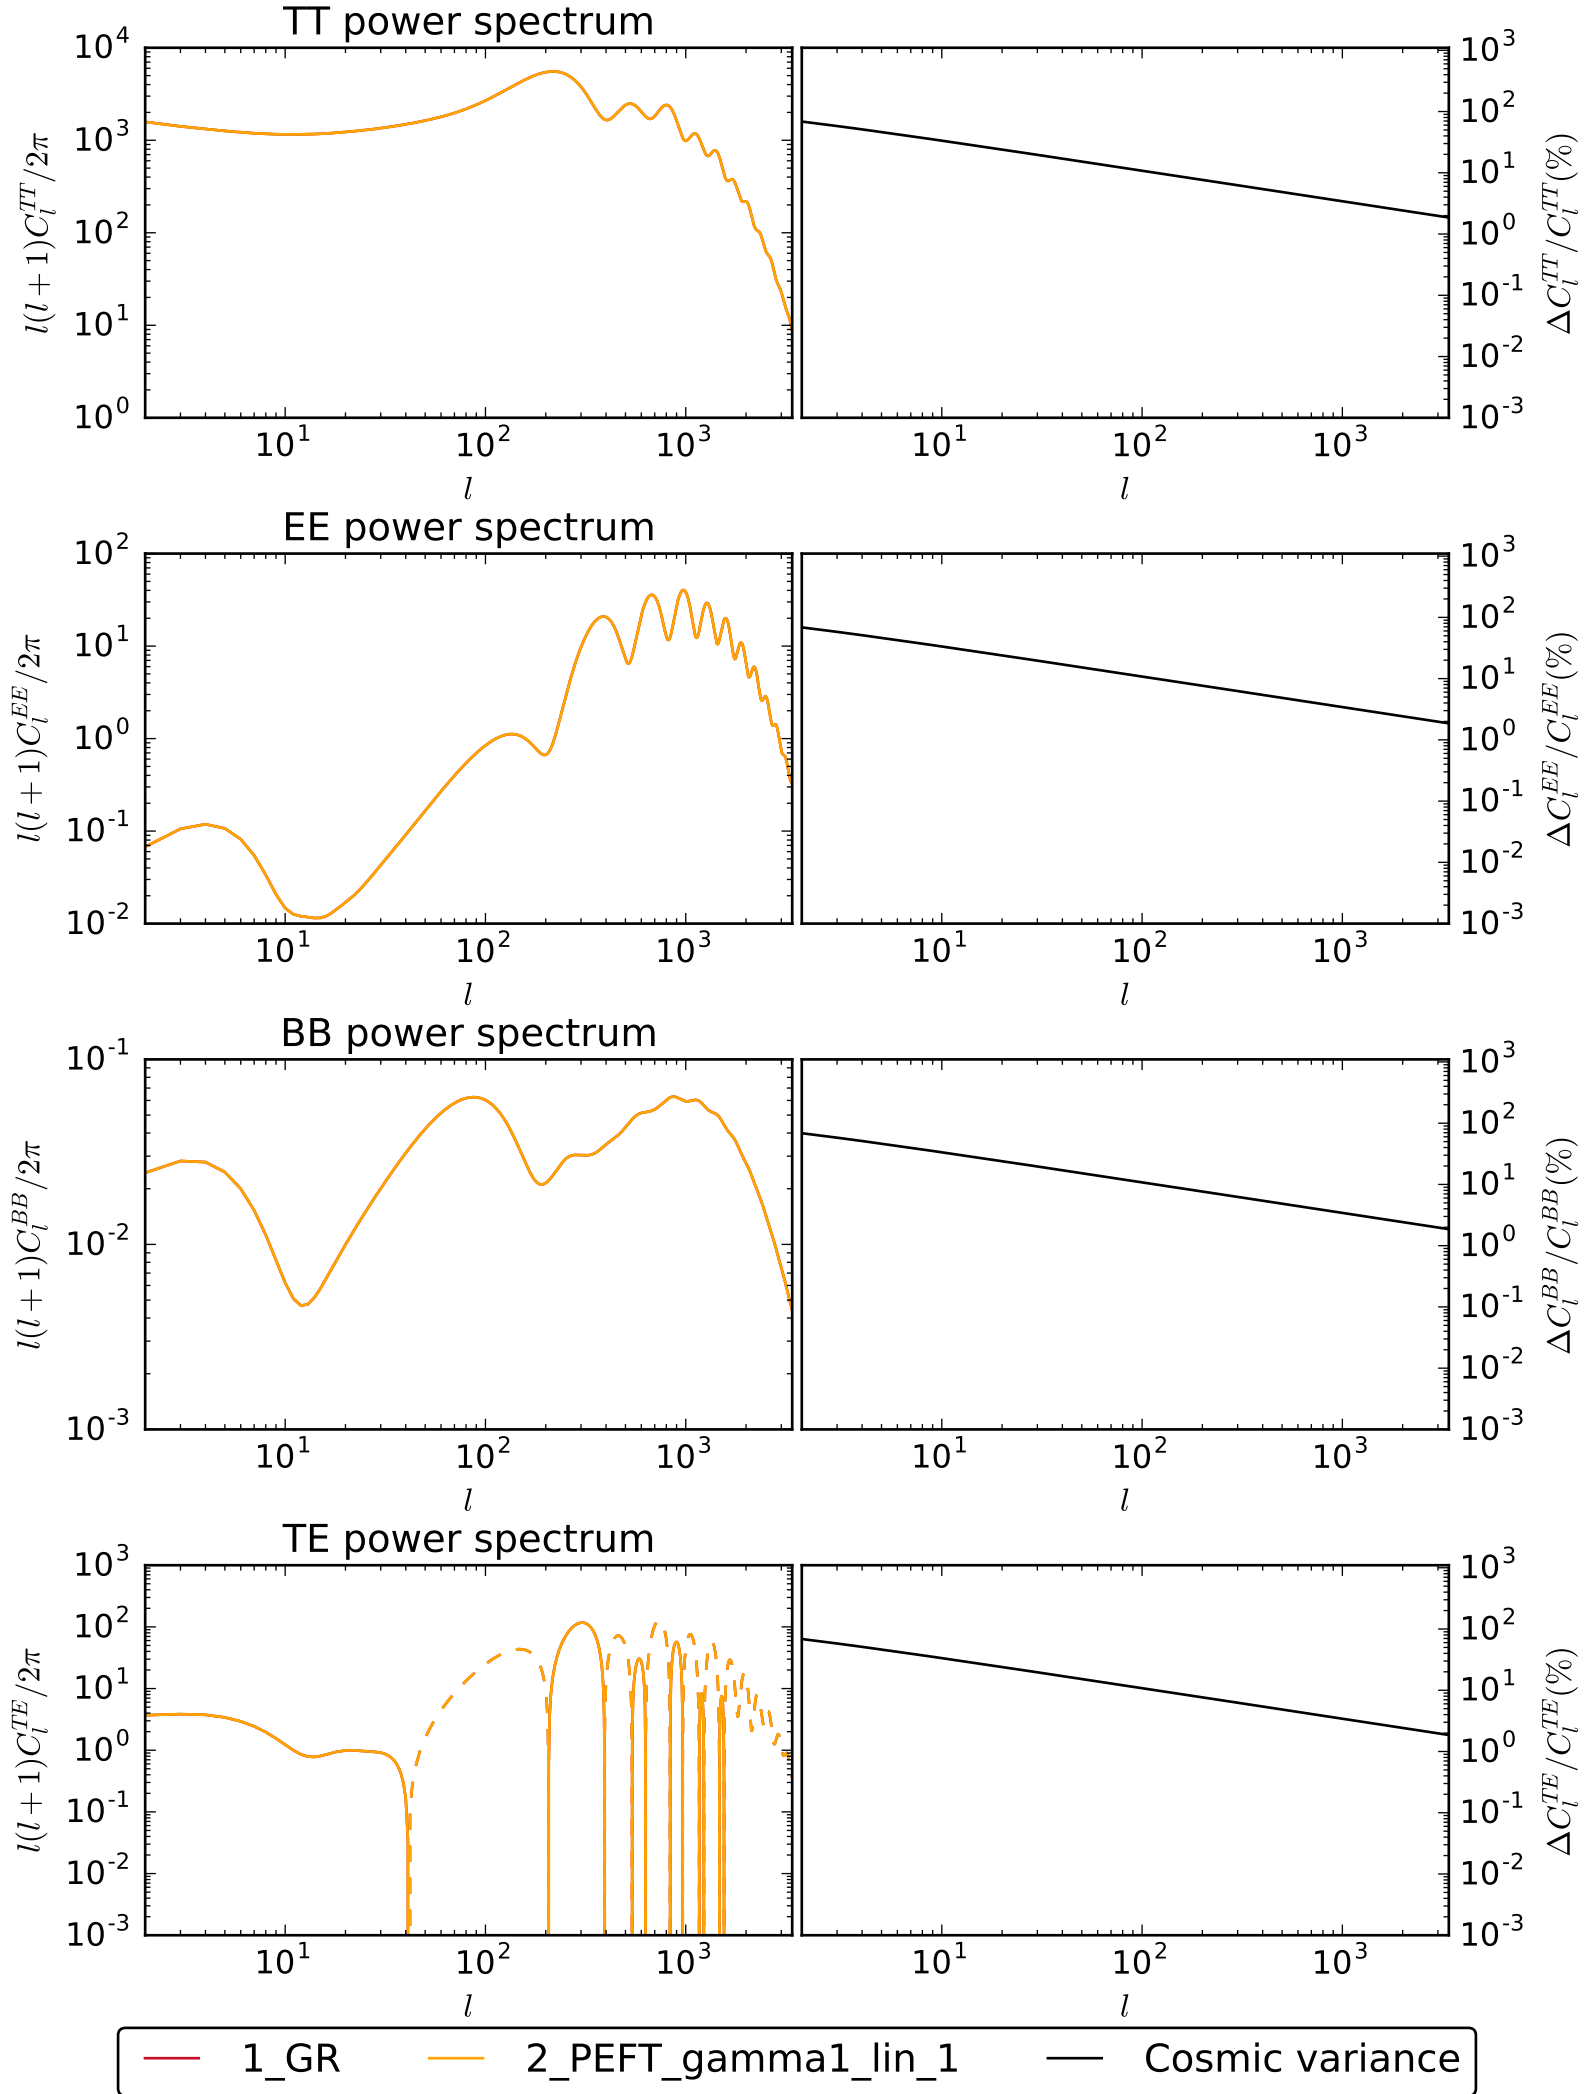 TT power spectrum
10^4
10^3
10^2
10^1
10^0
l(l+1)C_l^{TT}/2π
10^1 10^2 10^3
l
10^1 10^2 10^3
l
10^3
10^2
10^1
10^0
10^-1
10^-2
10^-3
ΔC_l^{TT}/C_l^{TT}(%)
EE power spectrum
10^2
10^1
10^0
10^-1
10^-2
l(l+1)C_l^{EE}/2π
10^1 10^2 10^3
l
10^1 10^2 10^3
l
10^3
10^2
10^1
10^0
10^-1
10^-2
10^-3
ΔC_l^{EE}/C_l^{EE}(%)
BB power spectrum
10^-1
10^-2
10^-3
l(l+1)C_l^{BB}/2π
10^1 10^2 10^3
l
10^1 10^2 10^3
l
10^3
10^2
10^1
10^0
10^-1
10^-2
10^-3
ΔC_l^{BB}/C_l^{BB}(%)
TE power spectrum
10^3
10^2
10^1
10^0
10^-1
10^-2
10^-3
l(l+1)C_l^{TE}/2π
10^1 10^2 10^3
l
10^1 10^2 10^3
l
10^3
10^2
10^1
10^0
10^-1
10^-2
10^-3
ΔC_l^{TE}/C_l^{TE}(%)
1_GR 2_PEFT_gamma1_lin_1 Cosmic variance